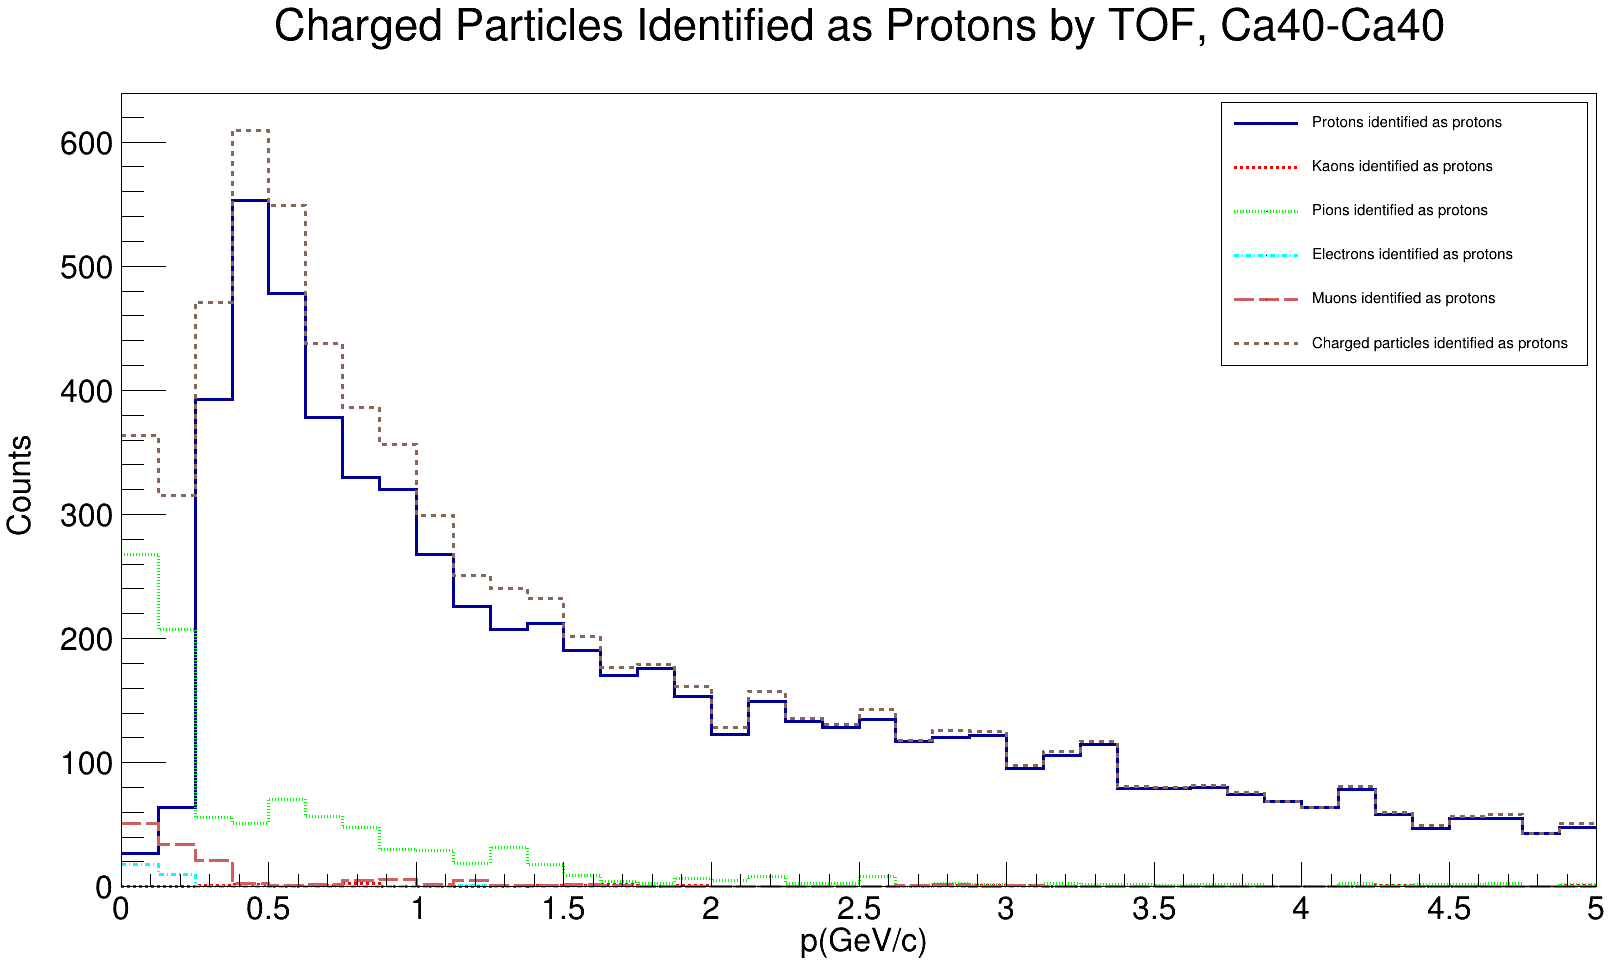 Charged Particles Identified as Protons by TOF, Ca40-Ca40
Protons identified as protons
Kaons identified as protons
Pions identified as protons
Electrons identified as protons
Muons identified as protons
Charged particles identified as protons
Counts
600
500
400
300
200
100
0
0 0.5 1 1.5 2 2.5 3 3.5 4 4.5 5
p(GeV/c)